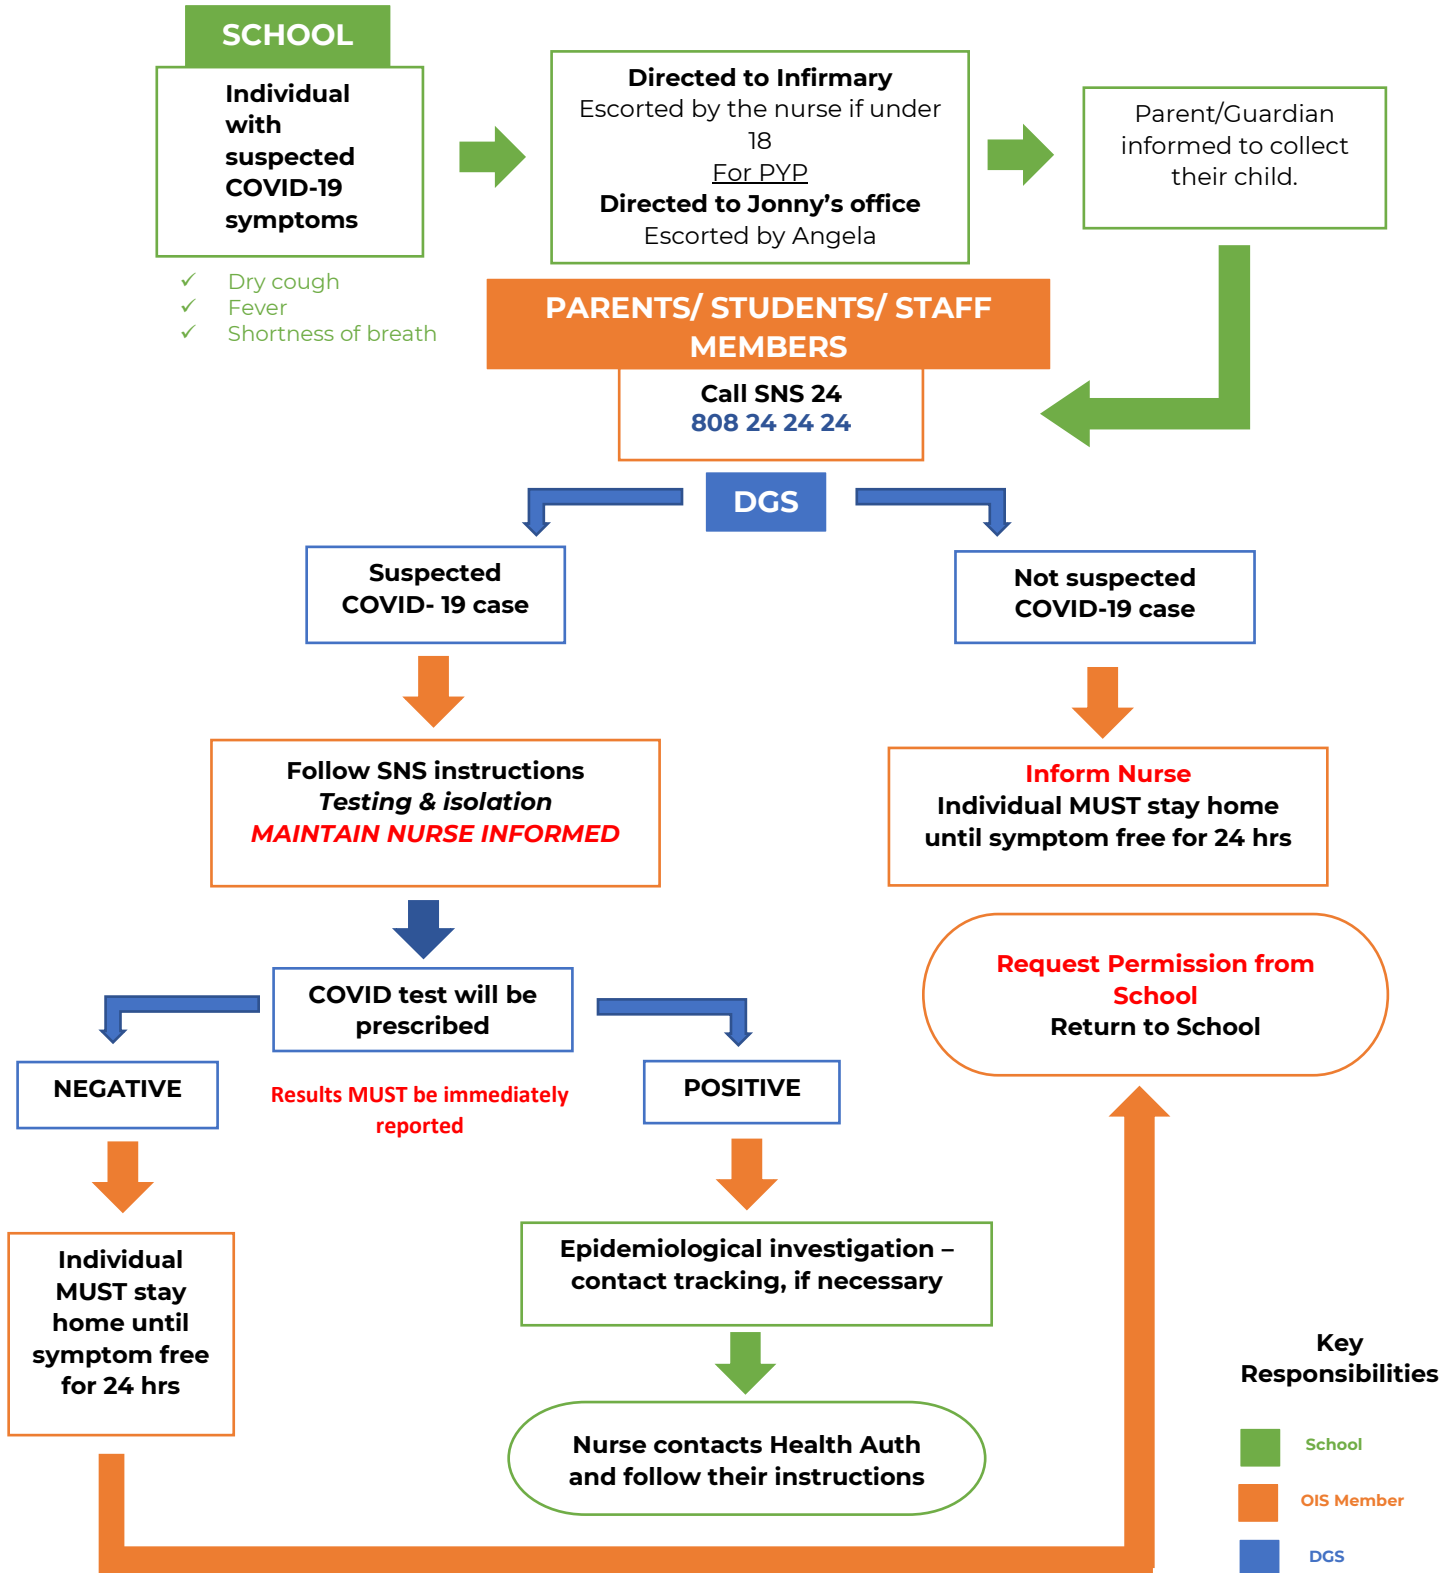 SCHOOL
Individual
with
suspected
COVID-19
symptoms
✓ Dry cough
✓ Fever
✓ Shortness of breath
Directed to Infirmary
Escorted by the nurse if under
18
For PYP
Directed to Jonny’s office
Escorted by Angela
Parent/Guardian
informed to collect
their child.
PARENTS/ STUDENTS/ STAFF
MEMBERS
Call SNS 24
808 24 24 24
DGS
Suspected
COVID- 19 case
Not suspected
COVID-19 case
Follow SNS instructions
Testing & isolation
MAINTAIN NURSE INFORMED
Inform Nurse
Individual MUST stay home
until symptom free for 24 hrs
Request Permission from
School
Return to School
COVID test will be
prescribed
NEGATIVE
Results MUST be immediately
reported
POSITIVE
Individual
MUST stay
home until
symptom free
for 24 hrs
Epidemiological investigation –
contact tracking, if necessary
Nurse contacts Health Auth
and follow their instructions
Key
Responsibilities
School
OIS Member
DGS